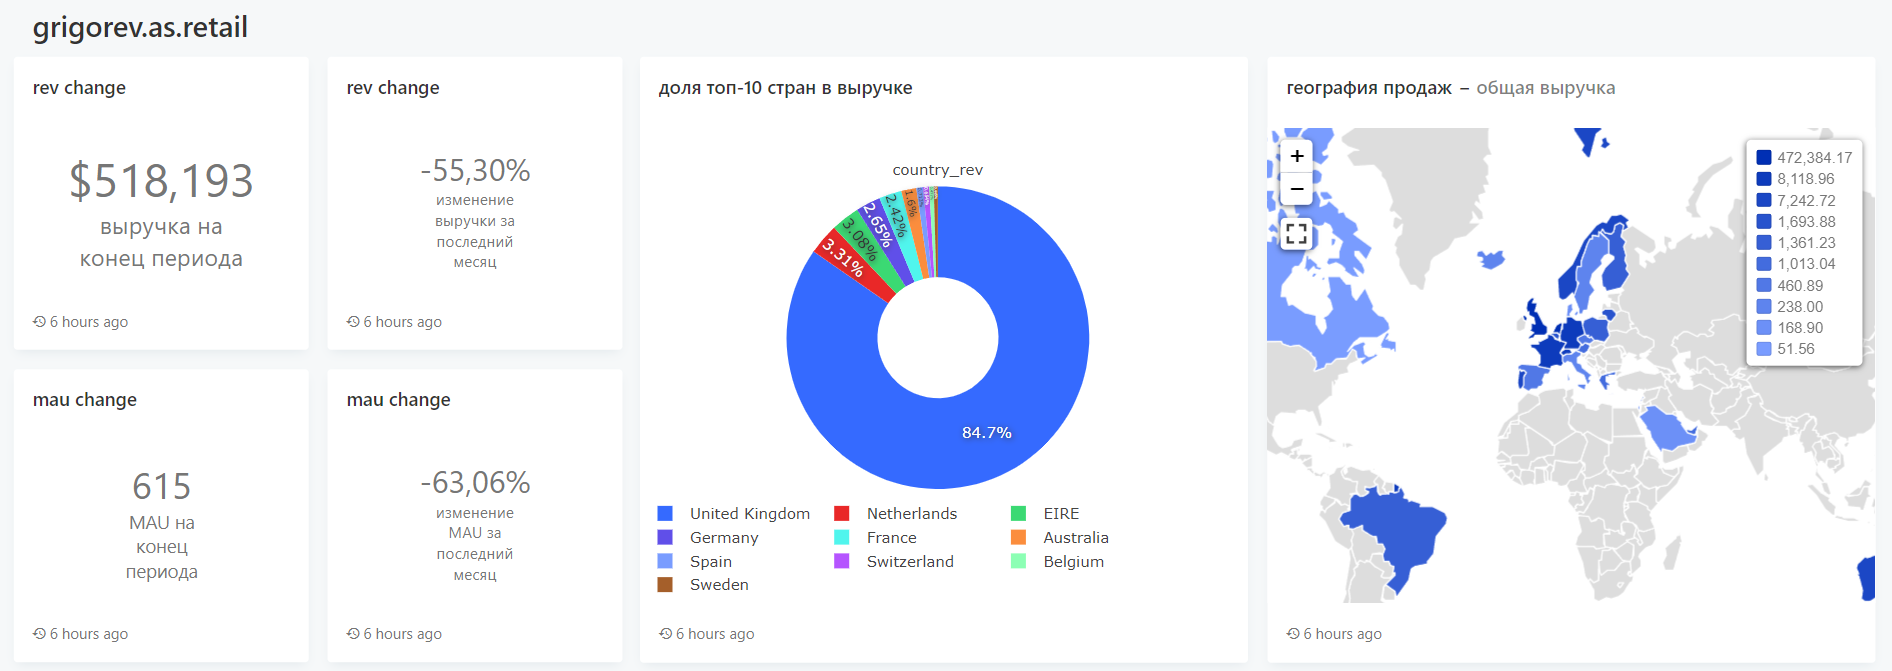 grigorev.as.retail
rev change
$518,193
выручка на
конец периода
6 hours ago
rev change
-55,30%
изменение
выручки за
последний
месяц
6 hours ago
mau change
615
MAU на
конец
периода
6 hours ago
mau change
-63,06%
изменение
MAU за
последний
месяц
6 hours ago
доля топ-10 стран в выручке
country_rev
3.31%
3.08%
2.65%
2.42%
1.6%
84.7%
United Kingdom
Netherlands
EIRE
Germany
France
Australia
Spain
Switzerland
Belgium
Sweden
6 hours ago
география продаж – общая выручка
+
−
472,384.17
8,118.96
7,242.72
1,693.88
1,361.23
1,013.04
460.89
238.00
168.90
51.56
6 hours ago